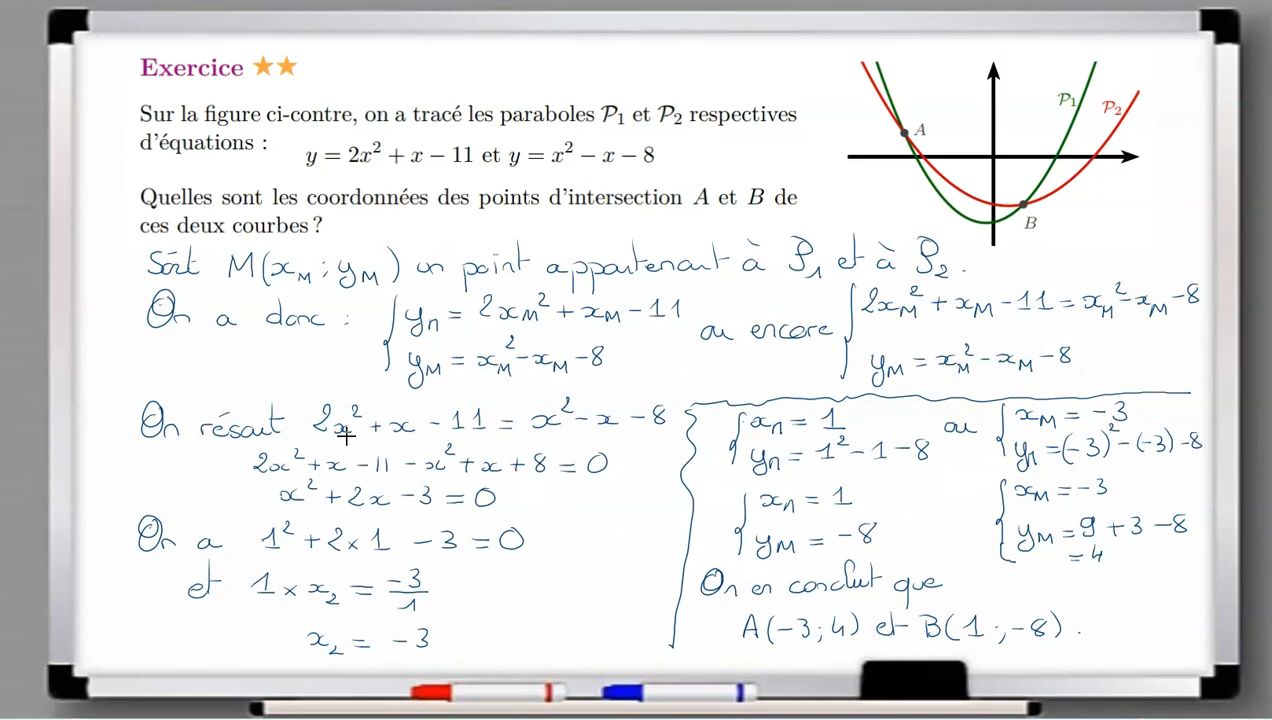 Exercice ★★
Sur la figure ci-contre, on a tracé les paraboles P₁ et P₂ respectives
d'équations :
y = 2x² + x − 11 et y = x² − x − 8
Quelles sont les coordonnées des points d'intersection A et B de
ces deux courbes ?
P₁
P₂
A
B
Soit M(x_M ; y_M) un point appartenant à P₁ et à P₂.
On a donc : { y_M = 2x_M² + x_M − 11
y_M = x_M² − x_M − 8
ou encore { 2x_M² + x_M − 11 = x_M² − x_M − 8
y_M = x_M² − x_M − 8
On résout 2x² + x − 11 = x² − x − 8
2x² + x − 11 − x² + x + 8 = 0
x² + 2x − 3 = 0
On a 1² + 2 × 1 − 3 = 0
et 1 × x₂ = −3/1
x₂ = −3
{ x_M = 1
y_M = 1² − 1 − 8
ou { x_M = −3
y_M = (−3)² − (−3) − 8
{ x_M = 1
y_M = −8
{ x_M = −3
y_M = 9 + 3 − 8
= 4
On en conclut que
A(−3 ; 4) et B(1 ; −8).